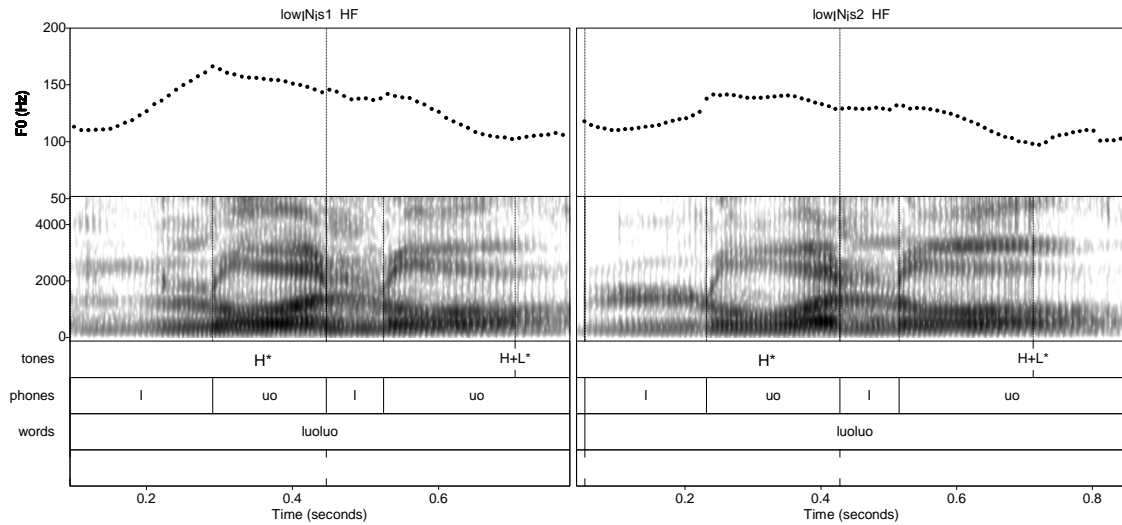 low|N|s1 HF
low|N|s2 HF
200
150
100
50
F0 (Hz)
4000
2000
0
tones H* H+L* H* H+L*
phones l uo l uo l uo l uo
words luoluo luoluo
0.2 0.4 0.6 0.2 0.4 0.6 0.8
Time (seconds) Time (seconds)